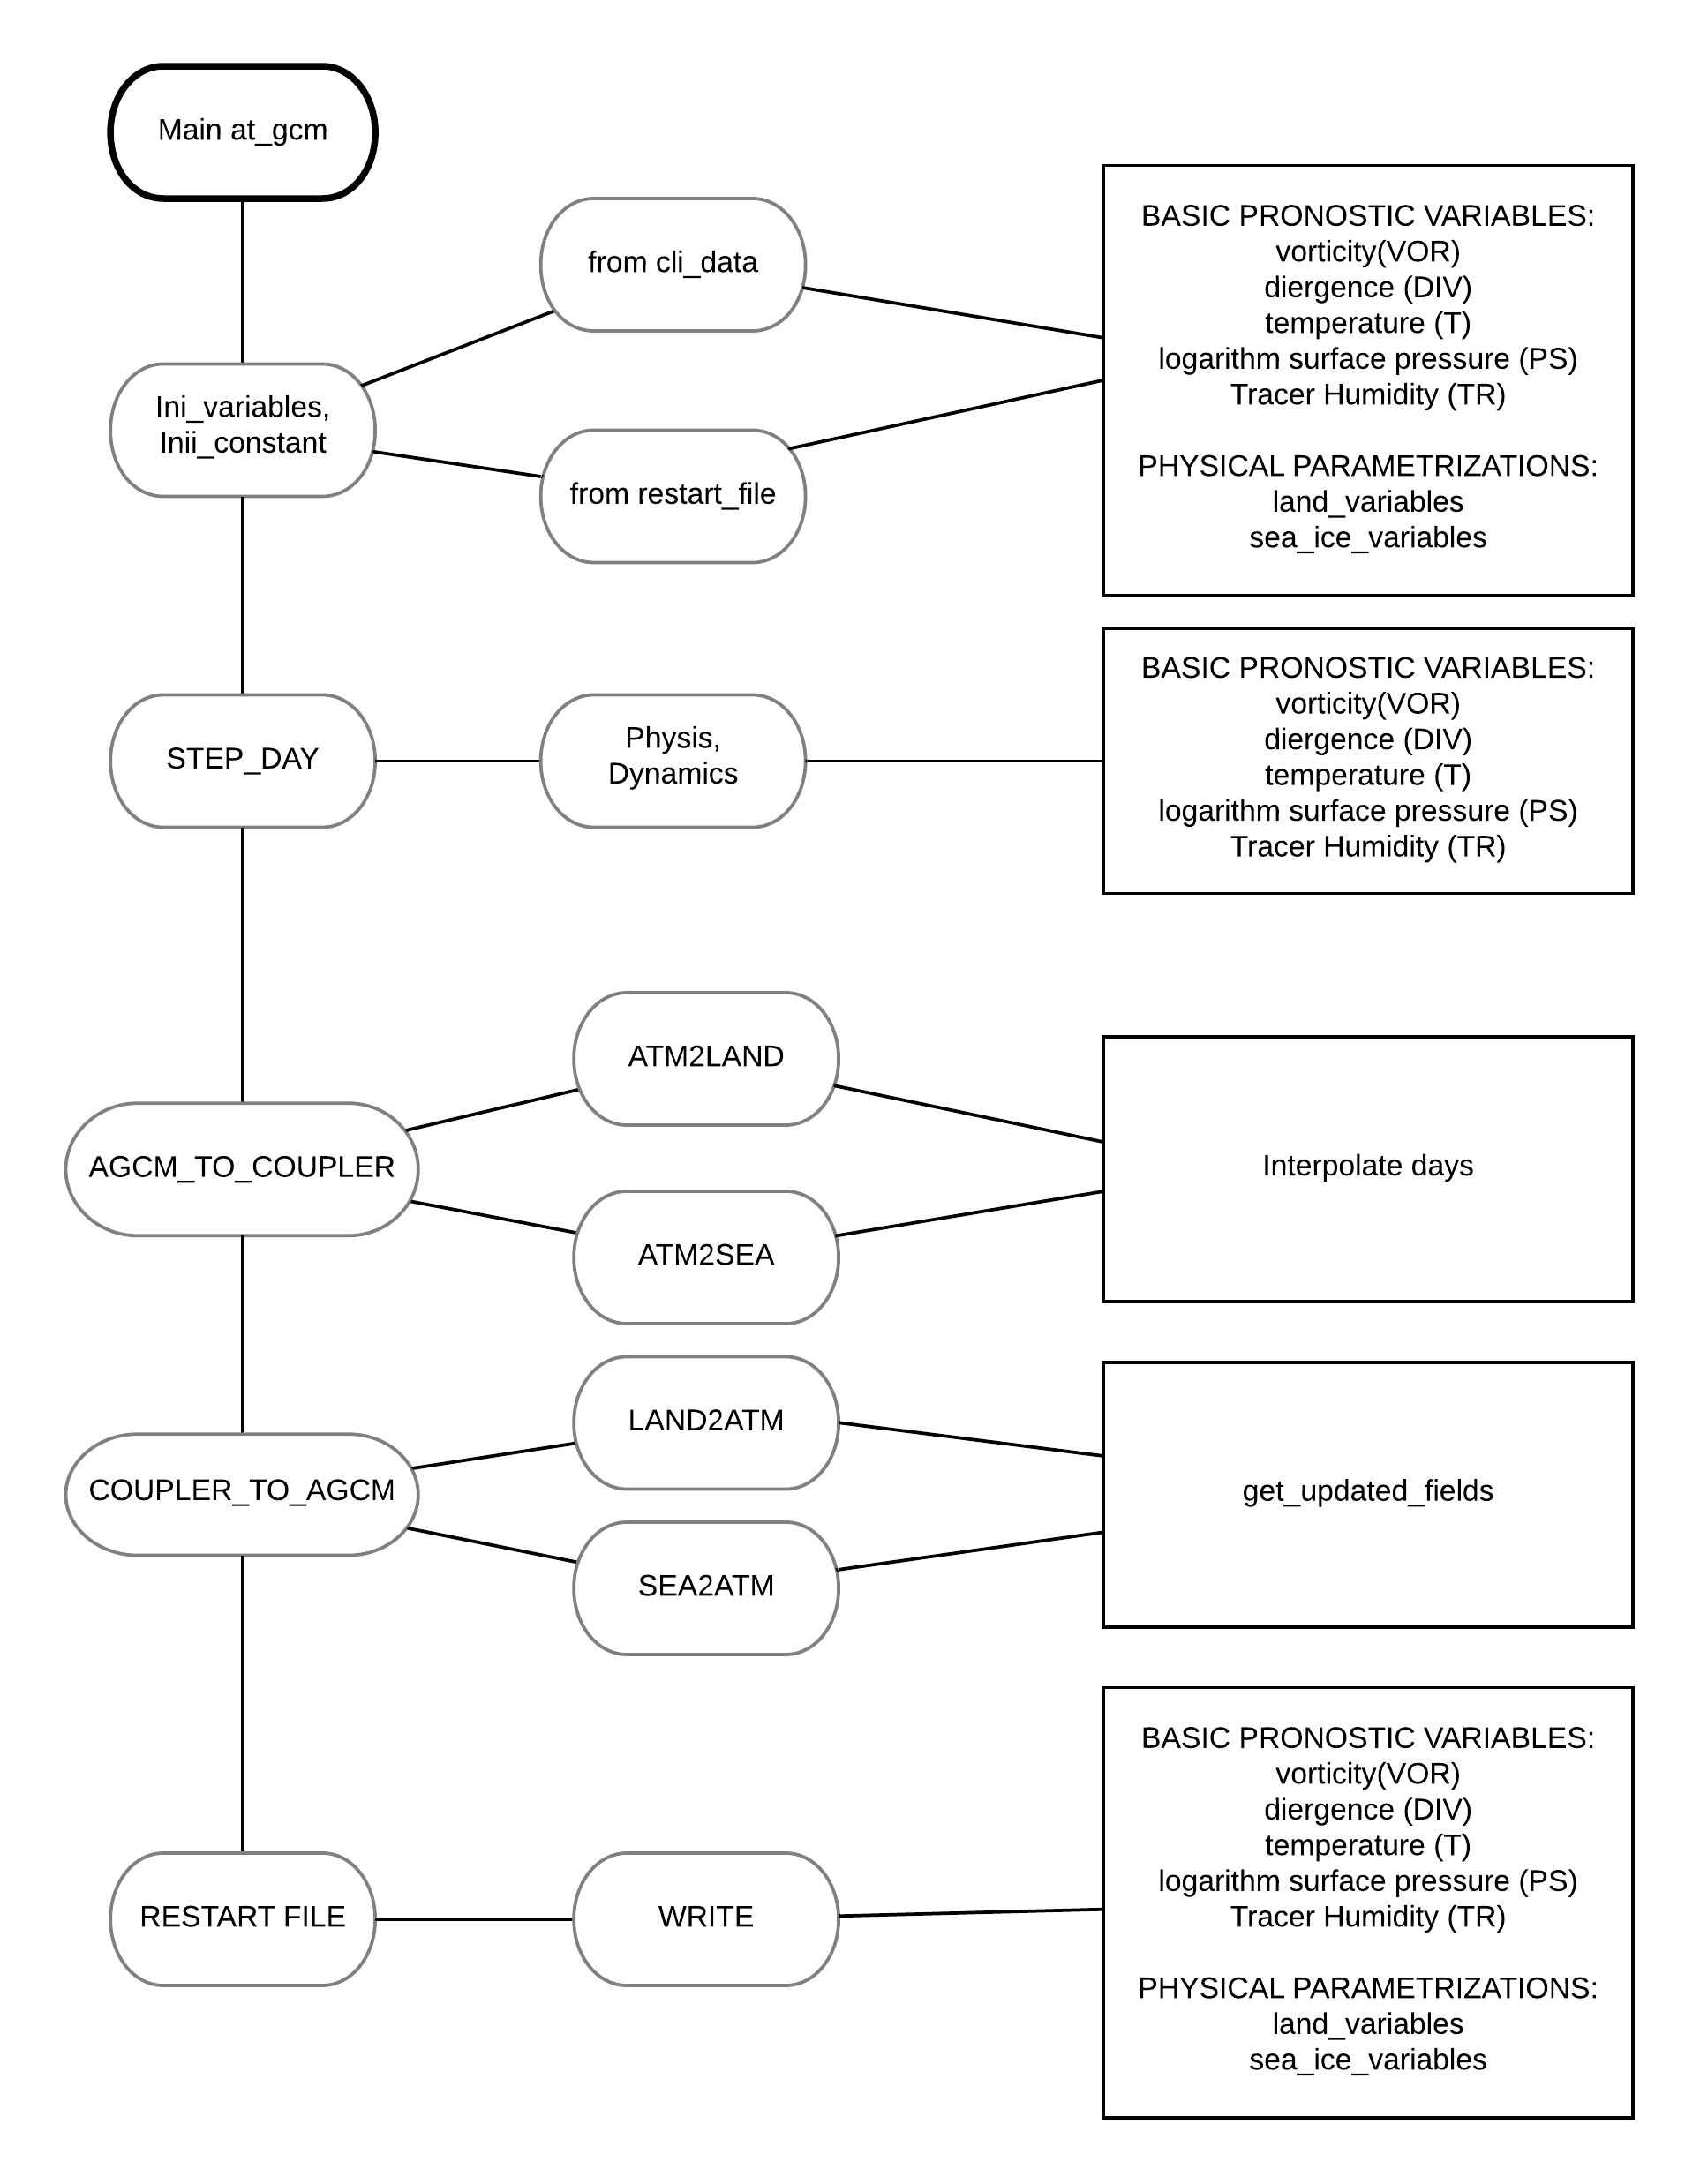 Main at_gcm
from cli_data
BASIC PRONOSTIC VARIABLES:
vorticity(VOR)
diergence (DIV)
temperature (T)
logarithm surface pressure (PS)
Tracer Humidity (TR)
PHYSICAL PARAMETRIZATIONS:
land_variables
sea_ice_variables
Ini_variables,
Inii_constant
from restart_file
STEP_DAY
Physis,
Dynamics
BASIC PRONOSTIC VARIABLES:
vorticity(VOR)
diergence (DIV)
temperature (T)
logarithm surface pressure (PS)
Tracer Humidity (TR)
AGCM_TO_COUPLER
ATM2LAND
ATM2SEA
Interpolate days
COUPLER_TO_AGCM
LAND2ATM
SEA2ATM
get_updated_fields
RESTART FILE
WRITE
BASIC PRONOSTIC VARIABLES:
vorticity(VOR)
diergence (DIV)
temperature (T)
logarithm surface pressure (PS)
Tracer Humidity (TR)
PHYSICAL PARAMETRIZATIONS:
land_variables
sea_ice_variables